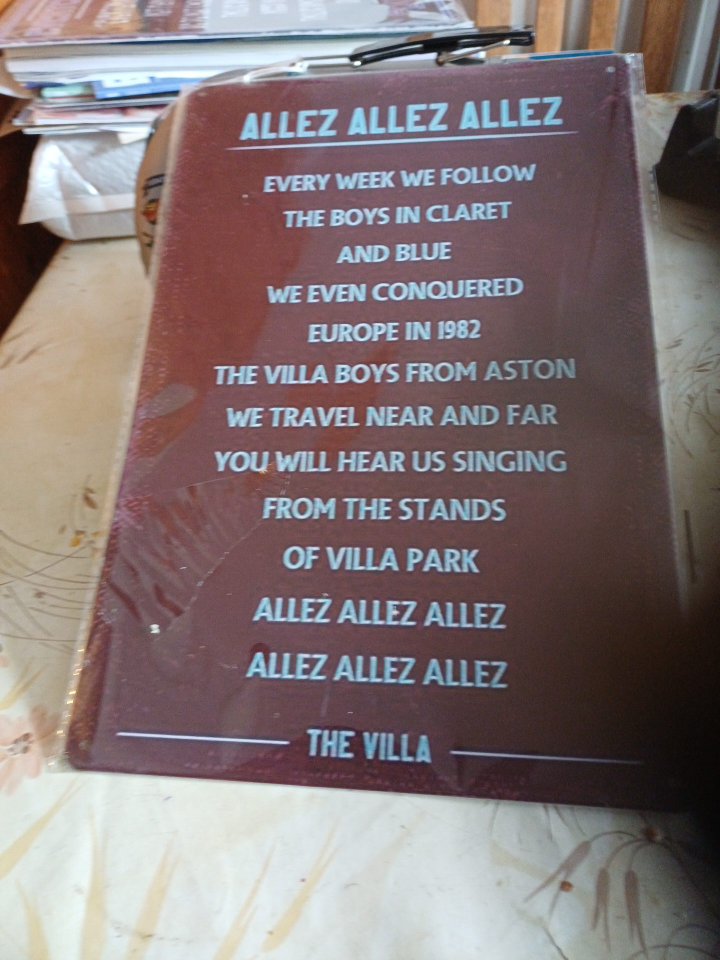 ALLEZ ALLEZ ALLEZ
EVERY WEEK WE FOLLOW
THE BOYS IN CLARET
AND BLUE
WE EVEN CONQUERED
EUROPE IN 1982
THE VILLA BOYS FROM ASTON
WE TRAVEL NEAR AND FAR
YOU WILL HEAR US SINGING
FROM THE STANDS
OF VILLA PARK
ALLEZ ALLEZ ALLEZ
ALLEZ ALLEZ ALLEZ
THE VILLA